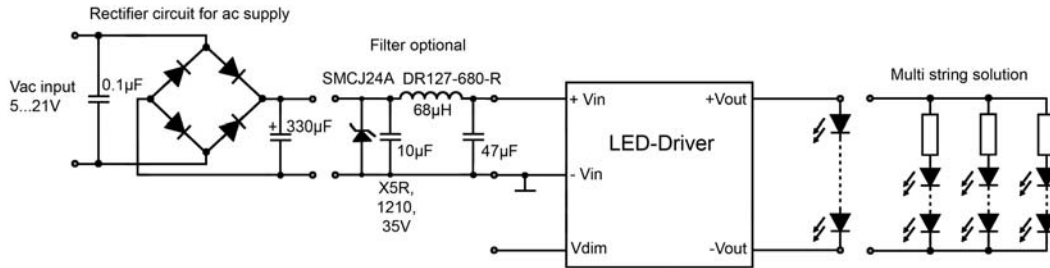 Rectifier circuit for ac supply
Filter optional
SMCJ24A DR127-680-R
Multi string solution
Vac input
5...21V
0.1µF
+
330µF
68µH
10µF
47µF
X5R,
1210,
35V
+ Vin
+Vout
LED-Driver
- Vin
Vdim
-Vout